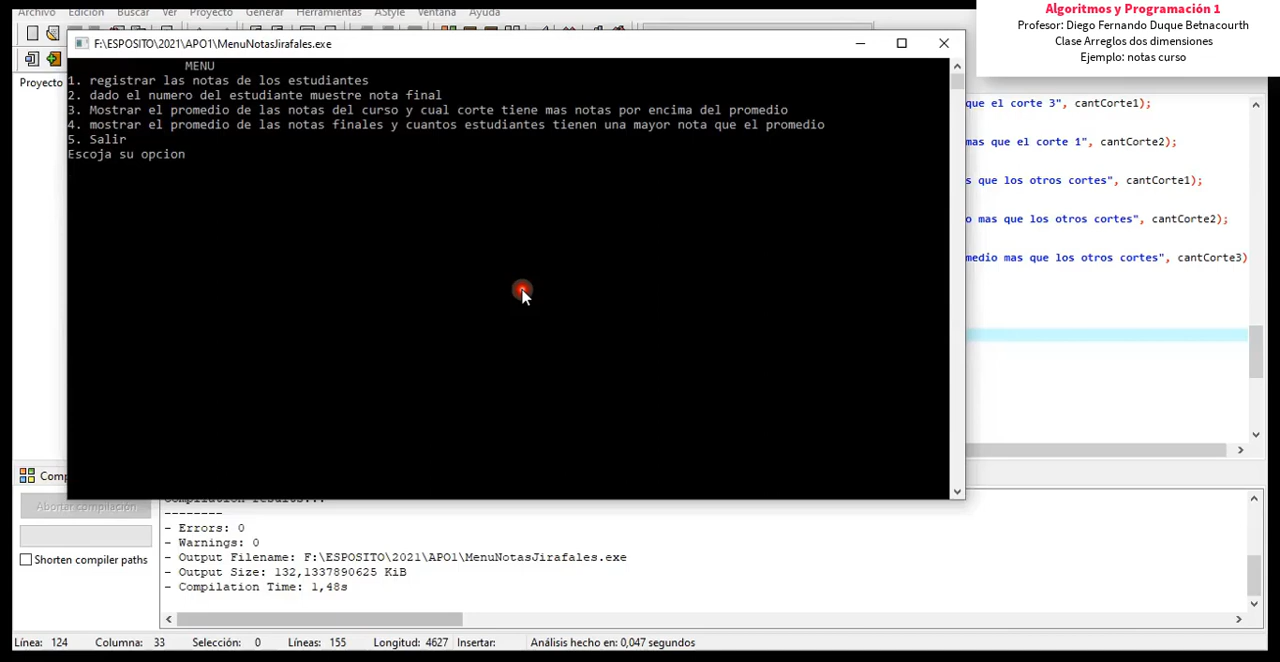 Archivo Edición Buscar Ver Proyecto Generar Herramientas AStyle Ventana Ayuda
Algoritmos y Programación 1
Profesor: Diego Fernando Duque Betnacourth
Clase Arreglos dos dimensiones
Ejemplo: notas curso
F:\ESPOSITO\2021\APO1\MenuNotasJirafales.exe
Proyecto
MENU
1. registrar las notas de los estudiantes
2. dado el numero del estudiante muestre nota final
3. Mostrar el promedio de las notas del curso y cual corte tiene mas notas por encima del promedio
4. mostrar el promedio de las notas finales y cuantos estudiantes tienen una mayor nota que el promedio
5. Salir
Escoja su opcion
que el corte 3", cantCorte1);
mas que el corte 1", cantCorte2);
s que los otros cortes", cantCorte1);
o mas que los otros cortes", cantCorte2);
medio mas que los otros cortes", cantCorte3)
Comp
Abortar compilación
Shorten compiler paths
Compilation results...
--------
- Errors: 0
- Warnings: 0
- Output Filename: F:\ESPOSITO\2021\APO1\MenuNotasJirafales.exe
- Output Size: 132,1337890625 KiB
- Compilation Time: 1,48s
Línea: 124 Columna: 33 Selección: 0 Líneas: 155 Longitud: 4627 Insertar: Análisis hecho en: 0,047 segundos